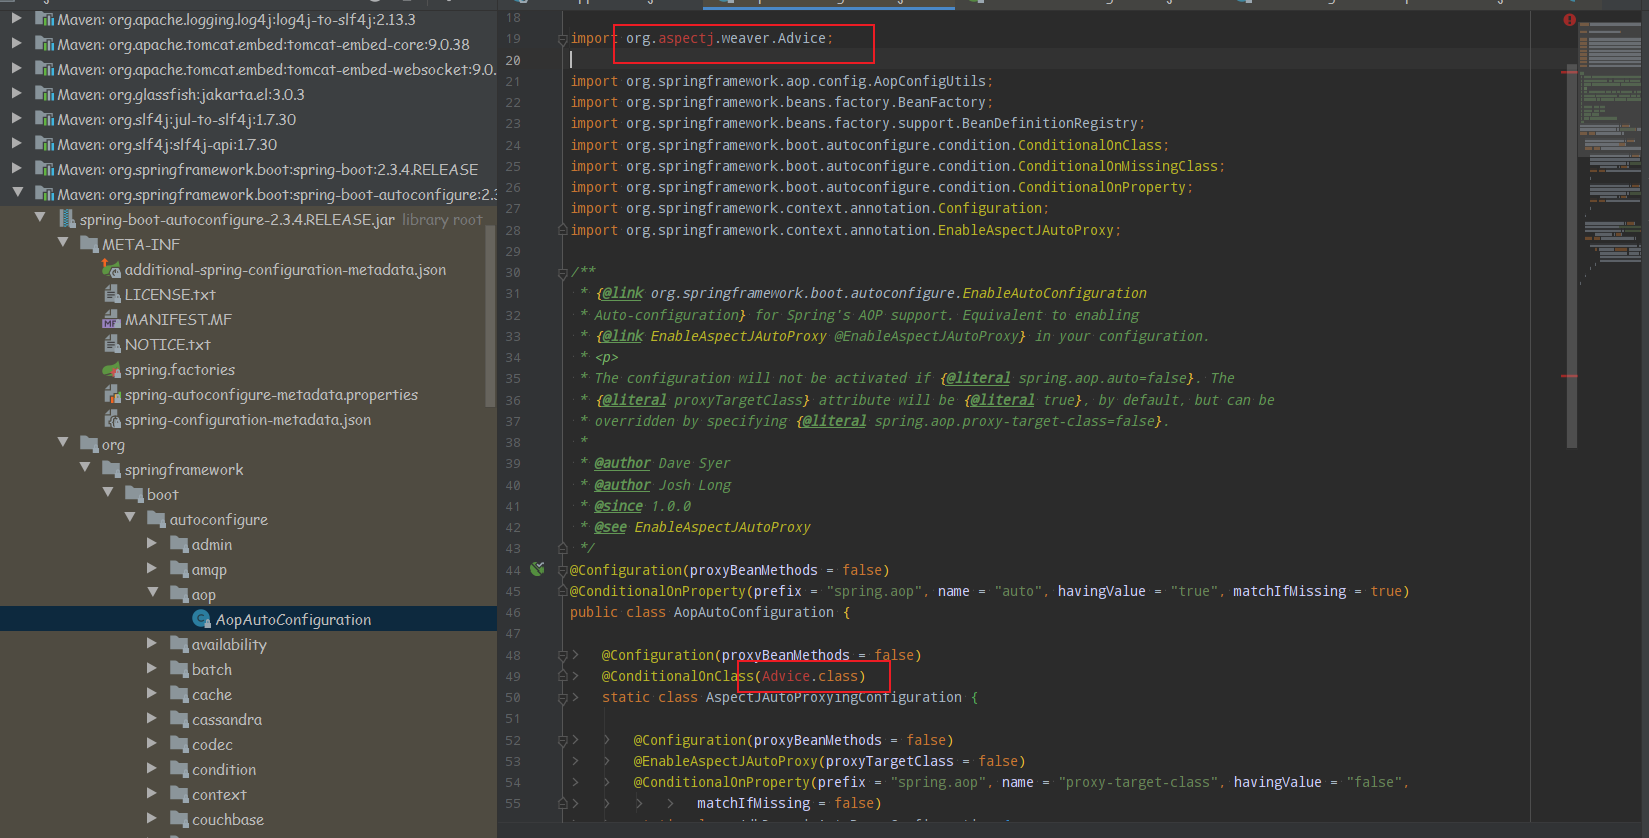 Maven: org.apache.logging.log4j:log4j-to-slf4j:2.13.3
Maven: org.apache.tomcat.embed:tomcat-embed-core:9.0.38
Maven: org.apache.tomcat.embed:tomcat-embed-websocket:9.0.
Maven: org.glassfish:jakarta.el:3.0.3
Maven: org.slf4j:jul-to-slf4j:1.7.30
Maven: org.slf4j:slf4j-api:1.7.30
Maven: org.springframework.boot:spring-boot:2.3.4.RELEASE
Maven: org.springframework.boot:spring-boot-autoconfigure:2.3.
spring-boot-autoconfigure-2.3.4.RELEASE.jar library root
META-INF
additional-spring-configuration-metadata.json
LICENSE.txt
MANIFEST.MF
NOTICE.txt
spring.factories
spring-autoconfigure-metadata.properties
spring-configuration-metadata.json
org
springframework
boot
autoconfigure
admin
amqp
aop
AopAutoConfiguration
availability
batch
cache
cassandra
codec
condition
context
couchbase
18
19 import org.aspectj.weaver.Advice;
20
21 import org.springframework.aop.config.AopConfigUtils;
22 import org.springframework.beans.factory.BeanFactory;
23 import org.springframework.beans.factory.support.BeanDefinitionRegistry;
24 import org.springframework.boot.autoconfigure.condition.ConditionalOnClass;
25 import org.springframework.boot.autoconfigure.condition.ConditionalOnMissingClass;
26 import org.springframework.boot.autoconfigure.condition.ConditionalOnProperty;
27 import org.springframework.context.annotation.Configuration;
28 import org.springframework.context.annotation.EnableAspectJAutoProxy;
29
30 /**
31 * {@link org.springframework.boot.autoconfigure.EnableAutoConfiguration
32 * Auto-configuration} for Spring's AOP support. Equivalent to enabling
33 * {@link EnableAspectJAutoProxy @EnableAspectJAutoProxy} in your configuration.
34 * <p>
35 * The configuration will not be activated if {@literal spring.aop.auto=false}. The
36 * {@literal proxyTargetClass} attribute will be {@literal true}, by default, but can be
37 * overridden by specifying {@literal spring.aop.proxy-target-class=false}.
38 *
39 * @author Dave Syer
40 * @author Josh Long
41 * @since 1.0.0
42 * @see EnableAspectJAutoProxy
43 */
44 @Configuration(proxyBeanMethods = false)
45 @ConditionalOnProperty(prefix = "spring.aop", name = "auto", havingValue = "true", matchIfMissing = true)
46 public class AopAutoConfiguration {
47
48 @Configuration(proxyBeanMethods = false)
49 @ConditionalOnClass(Advice.class)
50 static class AspectJAutoProxyingConfiguration {
51
52 @Configuration(proxyBeanMethods = false)
53 @EnableAspectJAutoProxy(proxyTargetClass = false)
54 @ConditionalOnProperty(prefix = "spring.aop", name = "proxy-target-class", havingValue = "false",
55 matchIfMissing = false)